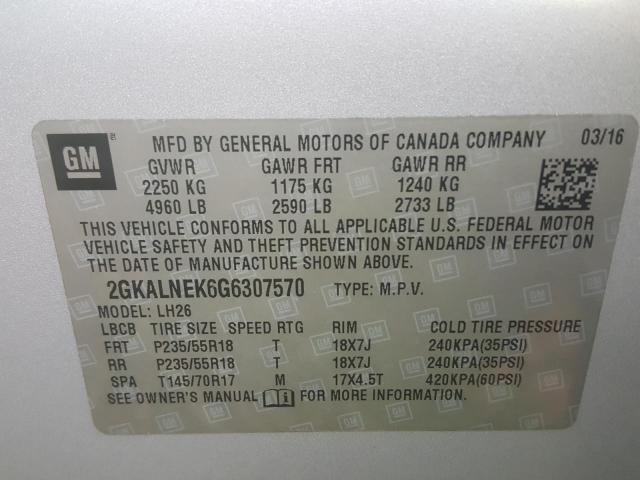 GM MFD BY GENERAL MOTORS OF CANADA COMPANY 03/16
GVWR GAWR FRT GAWR RR
2250 KG 1175 KG 1240 KG
4960 LB 2590 LB 2733 LB
THIS VEHICLE CONFORMS TO ALL APPLICABLE U.S. FEDERAL MOTOR
VEHICLE SAFETY AND THEFT PREVENTION STANDARDS IN EFFECT ON
THE DATE OF MANUFACTURE SHOWN ABOVE.
2GKALNEK6G6307570 TYPE: M.P.V.
MODEL: LH26
LBCB TIRE SIZE SPEED RTG RIM COLD TIRE PRESSURE
FRT P235/55R18 T 18X7J 240KPA(35PSI)
RR P235/55R18 T 18X7J 240KPA(35PSI)
SPA T145/70R17 M 17X4.5T 420KPA(60PSI)
SEE OWNER'S MANUAL FOR MORE INFORMATION.